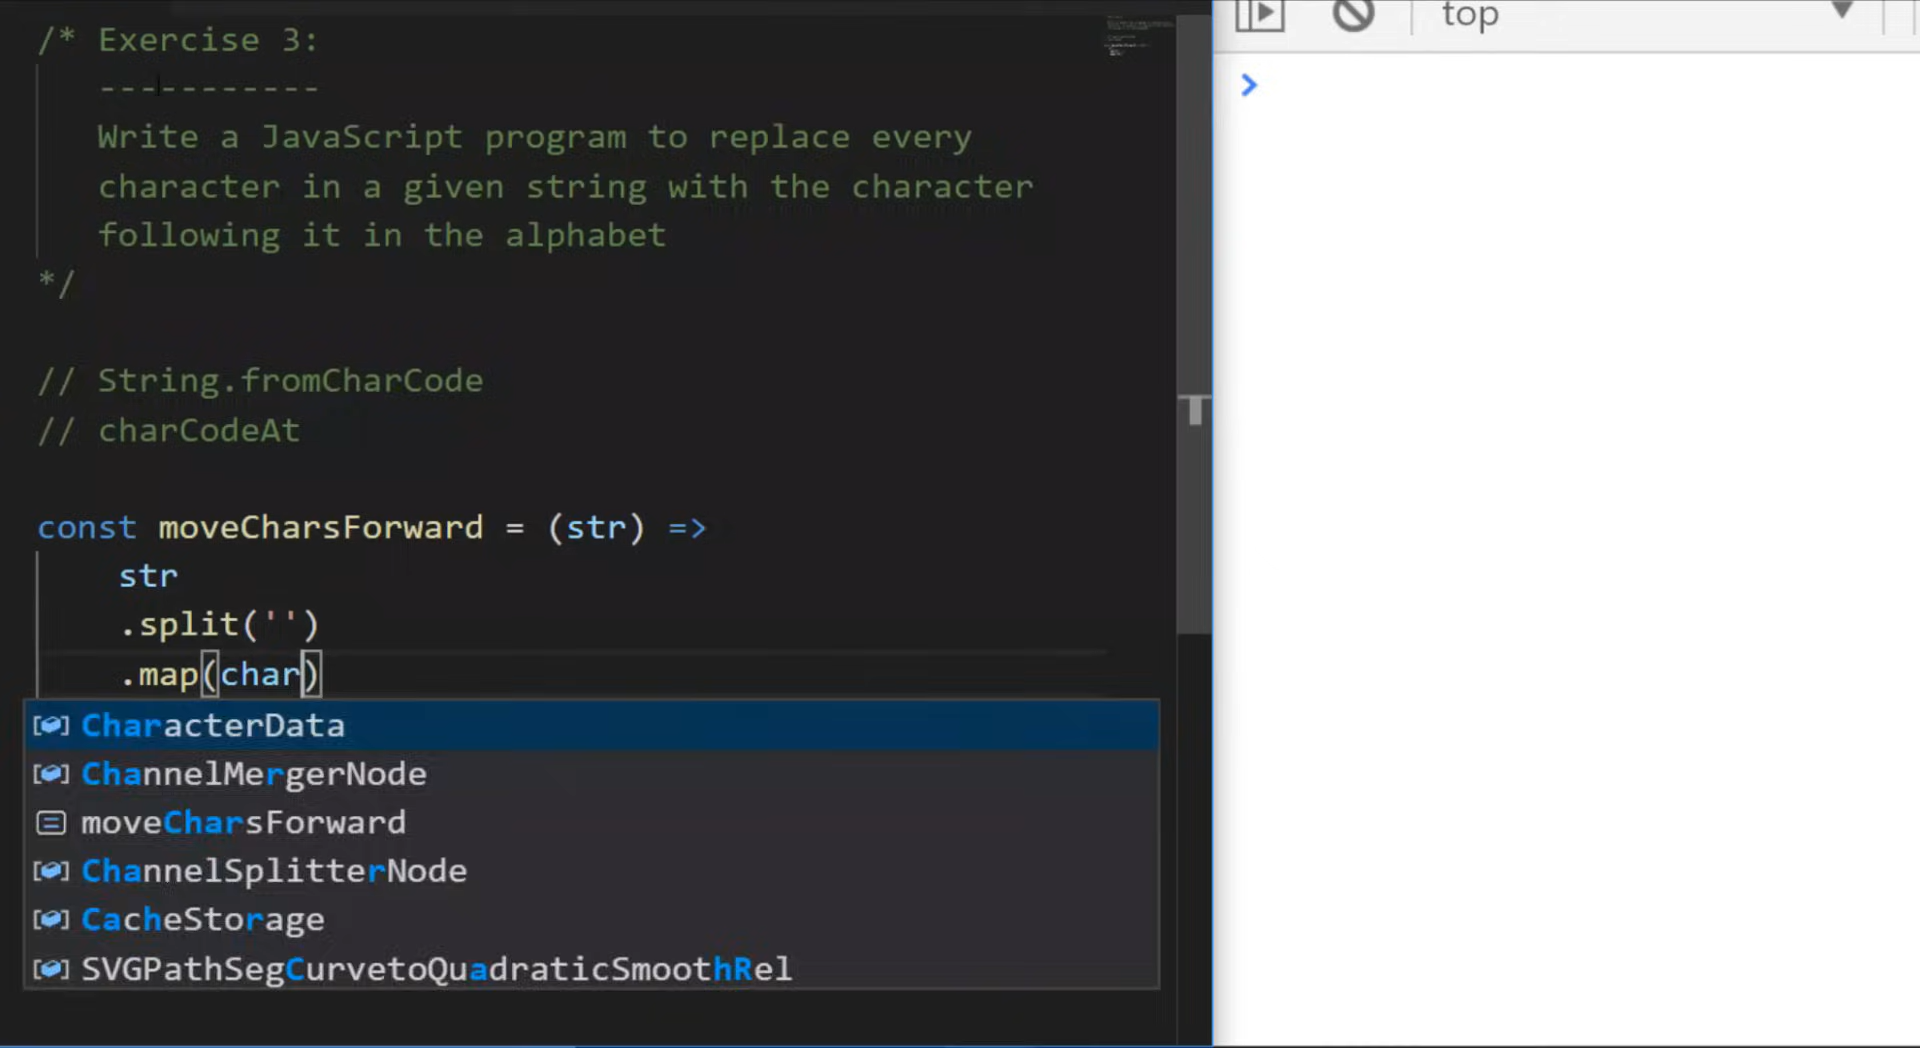 /* Exercise 3:
-----------
Write a JavaScript program to replace every
character in a given string with the character
following it in the alphabet
*/
// String.fromCharCode
// charCodeAt
const moveCharsForward = (str) =>
str
.split('')
.map(char)
CharacterData
ChannelMergerNode
moveCharsForward
ChannelSplitterNode
CacheStorage
SVGPathSegCurvetoQuadraticSmoothRel
top
>